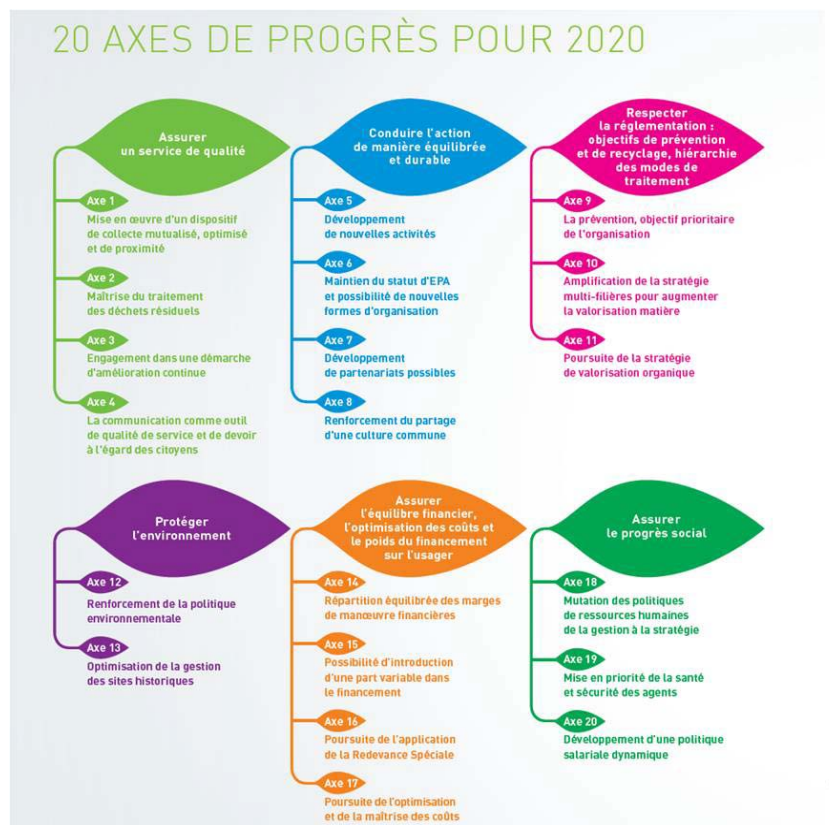 20 AXES DE PROGRÈS POUR 2020
Assurer
un service de qualité
Axe 1
Mise en œuvre d'un dispositif
de collecte mutualisé, optimisé
et de proximité
Axe 2
Maîtrise du traitement
des déchets résiduels
Axe 3
Engagement dans une démarche
d'amélioration continue
Axe 4
La communication comme outil
de qualité de service et de devoir
à l'égard des citoyens
Conduire l'action
de manière équilibrée
et durable
Axe 5
Développement
de nouvelles activités
Axe 6
Maintien du statut d'EPA
et possibilité de nouvelles
formes d'organisation
Axe 7
Développement
de partenariats possibles
Axe 8
Renforcement du partage
d'une culture commune
Respecter
la réglementation :
objectifs de prévention
et de recyclage, hiérarchie
des modes de
traitement
Axe 9
La prévention, objectif prioritaire
de l'organisation
Axe 10
Amplification de la stratégie
multi-filières pour augmenter
la valorisation matière
Axe 11
Poursuite de la stratégie
de valorisation organique
Protéger
l'environnement
Axe 12
Renforcement de la politique
environnementale
Axe 13
Optimisation de la gestion
des sites historiques
Assurer
l'équilibre financier,
l'optimisation des coûts et
le poids du financement
sur l'usager
Axe 14
Répartition équilibrée des marges
de manœuvre financières
Axe 15
Possibilité d'introduction
d'une part variable dans
le financement
Axe 16
Poursuite de l'application
de la Redevance Spéciale
Axe 17
Poursuite de l'optimisation
et de la maîtrise des coûts
Assurer
le progrès social
Axe 18
Mutation des politiques
de ressources humaines
de la gestion à la stratégie
Axe 19
Mise en priorité de la santé
et sécurité des agents
Axe 20
Développement d'une politique
salariale dynamique